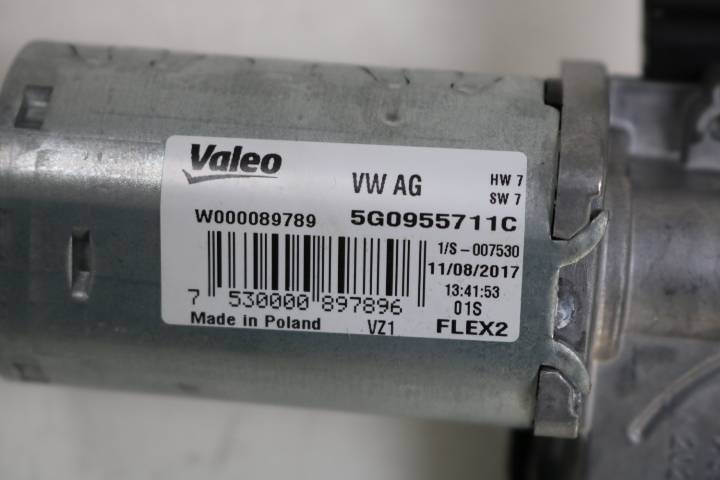 Valeo
VW AG
HW 7
SW 7
W000089789
5G0955711C
1/S-007530
11/08/2017
13:41:53
7 530000 897896
01S
Made in Poland
VZ1
FLEX2